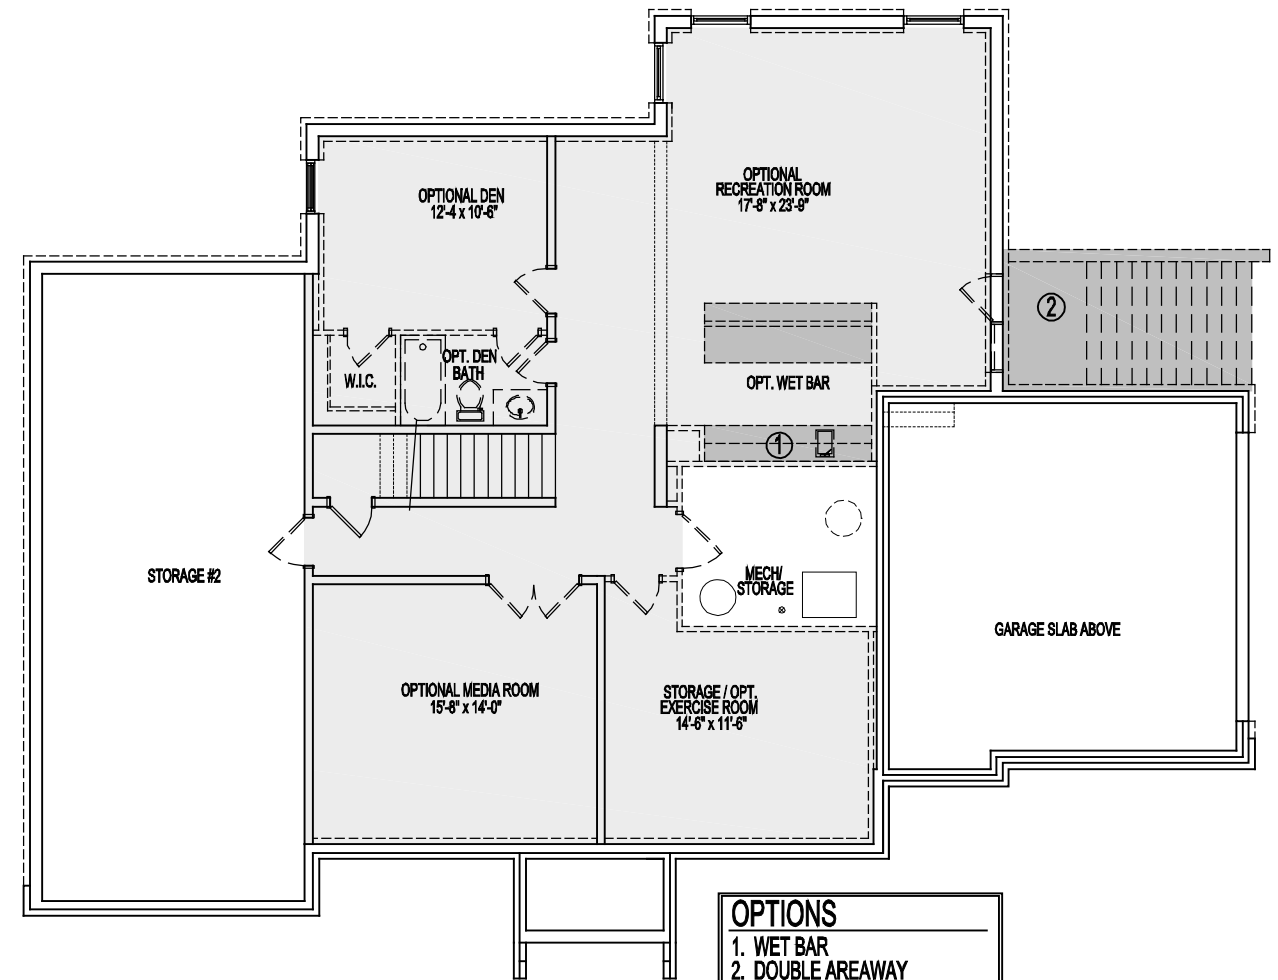 OPTIONAL
RECREATION ROOM
17'-8" x 23'-9"
OPTIONAL DEN
12'-4 x 10'-6"
2
OPT. DEN
BATH
W.I.C.
OPT. WET BAR
1
STORAGE #2
MECH/
STORAGE
GARAGE SLAB ABOVE
OPTIONAL MEDIA ROOM
15'-8" x 14'-0"
STORAGE / OPT.
EXERCISE ROOM
14'-6" x 11'-6"
OPTIONS
1. WET BAR
2. DOUBLE AREAWAY